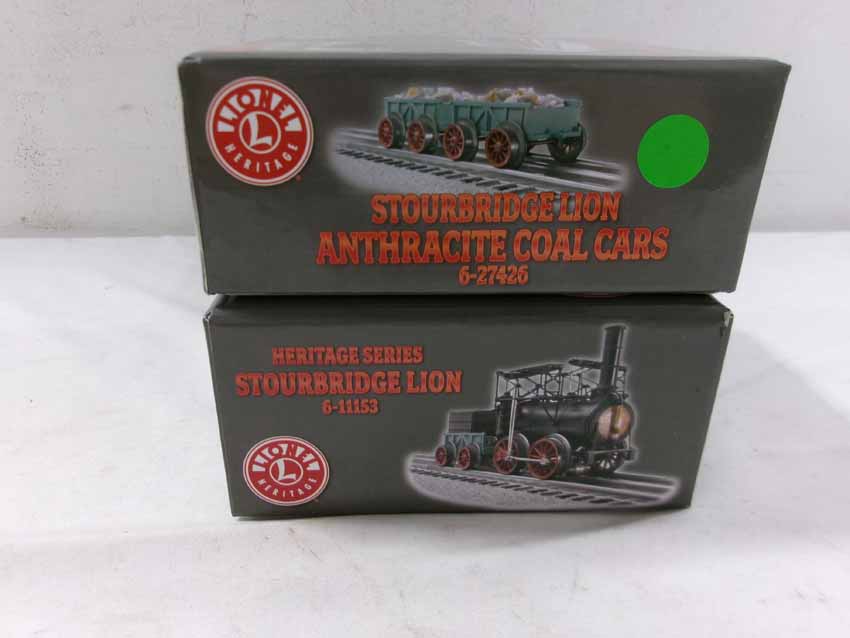 LIONEL
L
HERITAGE
STOURBRIDGE LION
ANTHRACITE COAL CARS
6-27426
HERITAGE SERIES
STOURBRIDGE LION
6-11153
LIONEL
L
HERITAGE